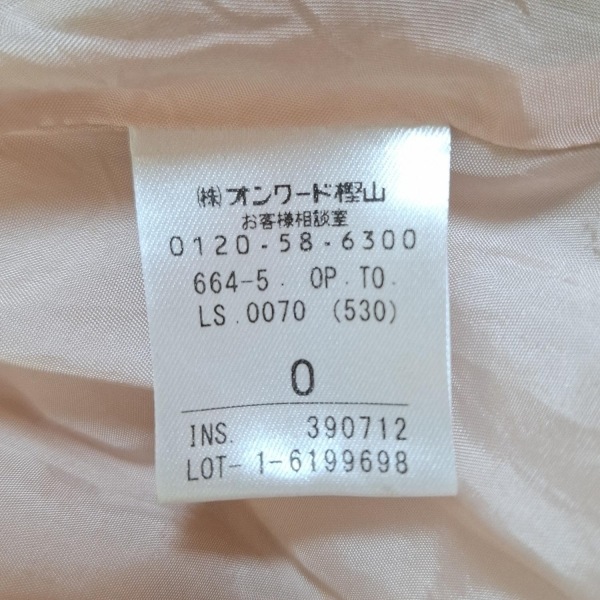 (株)オンワード樫山
お客様相談室
0120-58-6300
664-5. OP.TO.
LS.0070 (530)
0
INS. 390712
LOT-1-6199698